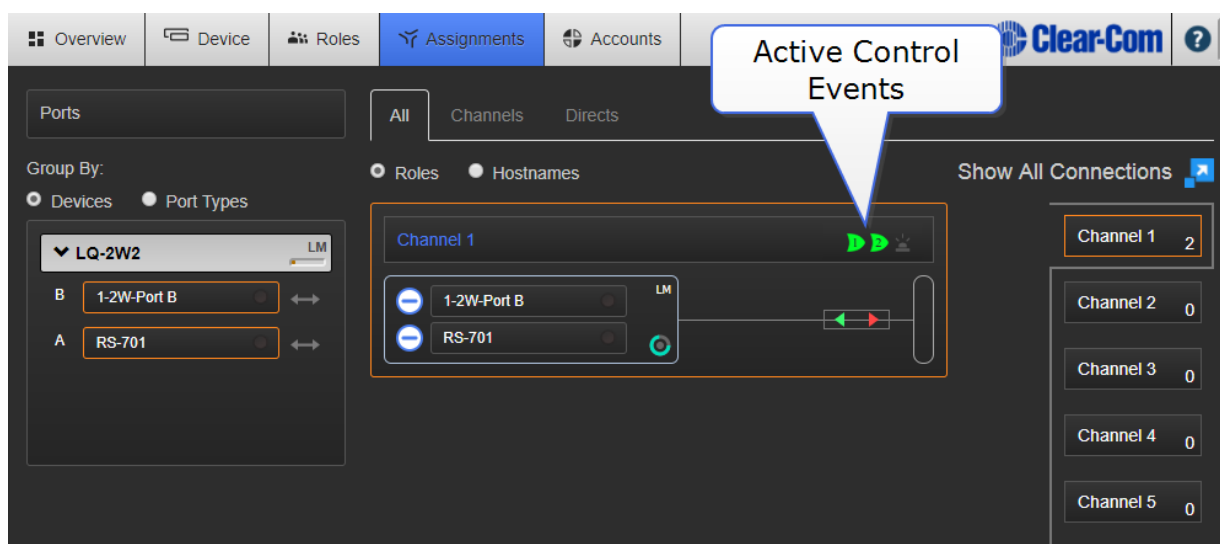 Overview
Device
Roles
Assignments
Accounts
Clear-Com
?
Active Control
Events
Ports
All
Channels
Directs
Group By:
Devices
Port Types
Roles
Hostnames
Show All Connections
LQ-2W2
LM
B
1-2W-Port B
A
RS-701
Channel 1
1
2
1-2W-Port B
LM
RS-701
Channel 1 2
Channel 2 0
Channel 3 0
Channel 4 0
Channel 5 0